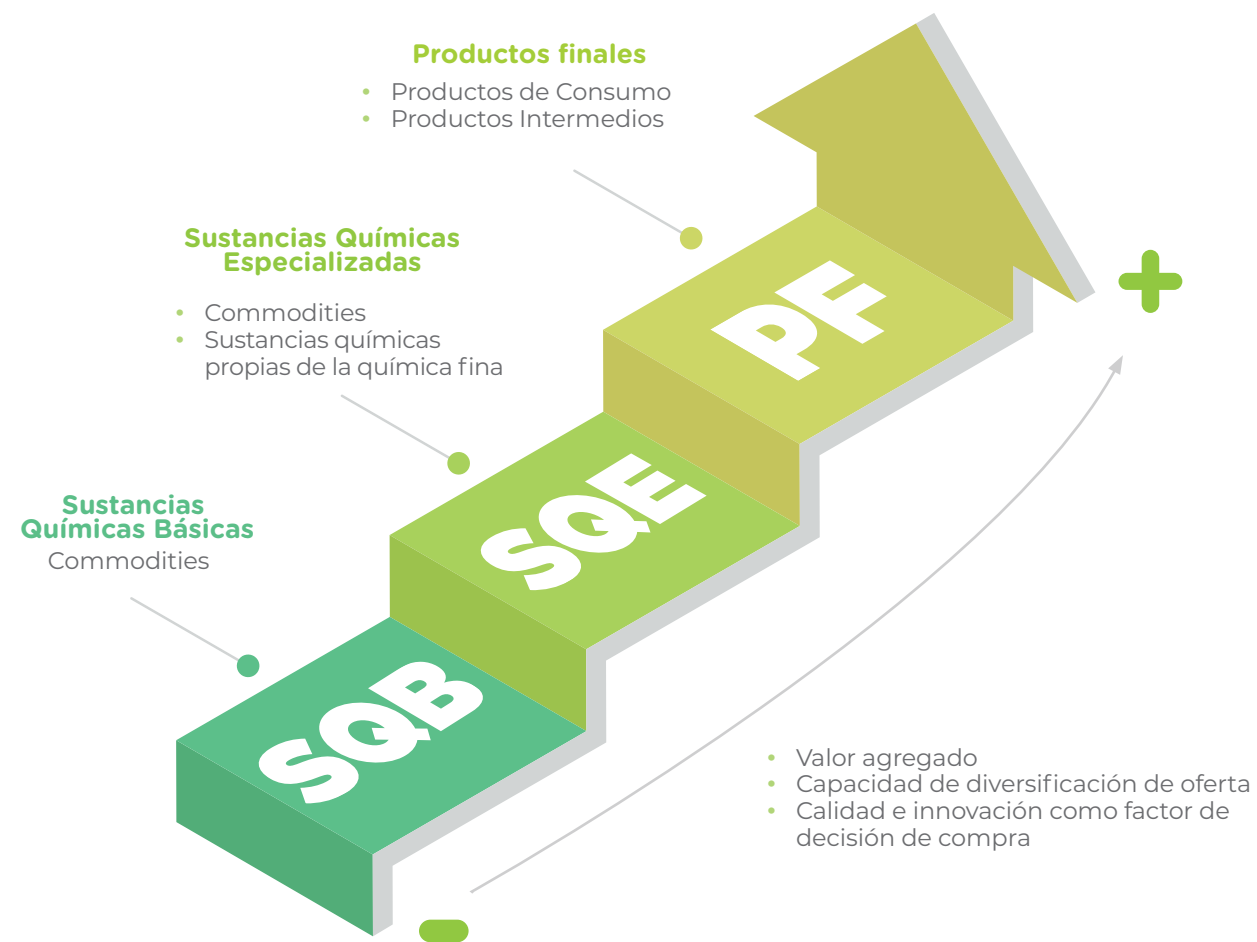 Productos finales
• Productos de Consumo
• Productos Intermedios
Sustancias Químicas
Especializadas
• Commodities
• Sustancias químicas
propias de la química fina
Sustancias
Químicas Básicas
Commodities
PF
SQE
SQB
+
-
• Valor agregado
• Capacidad de diversificación de oferta
• Calidad e innovación como factor de
decisión de compra